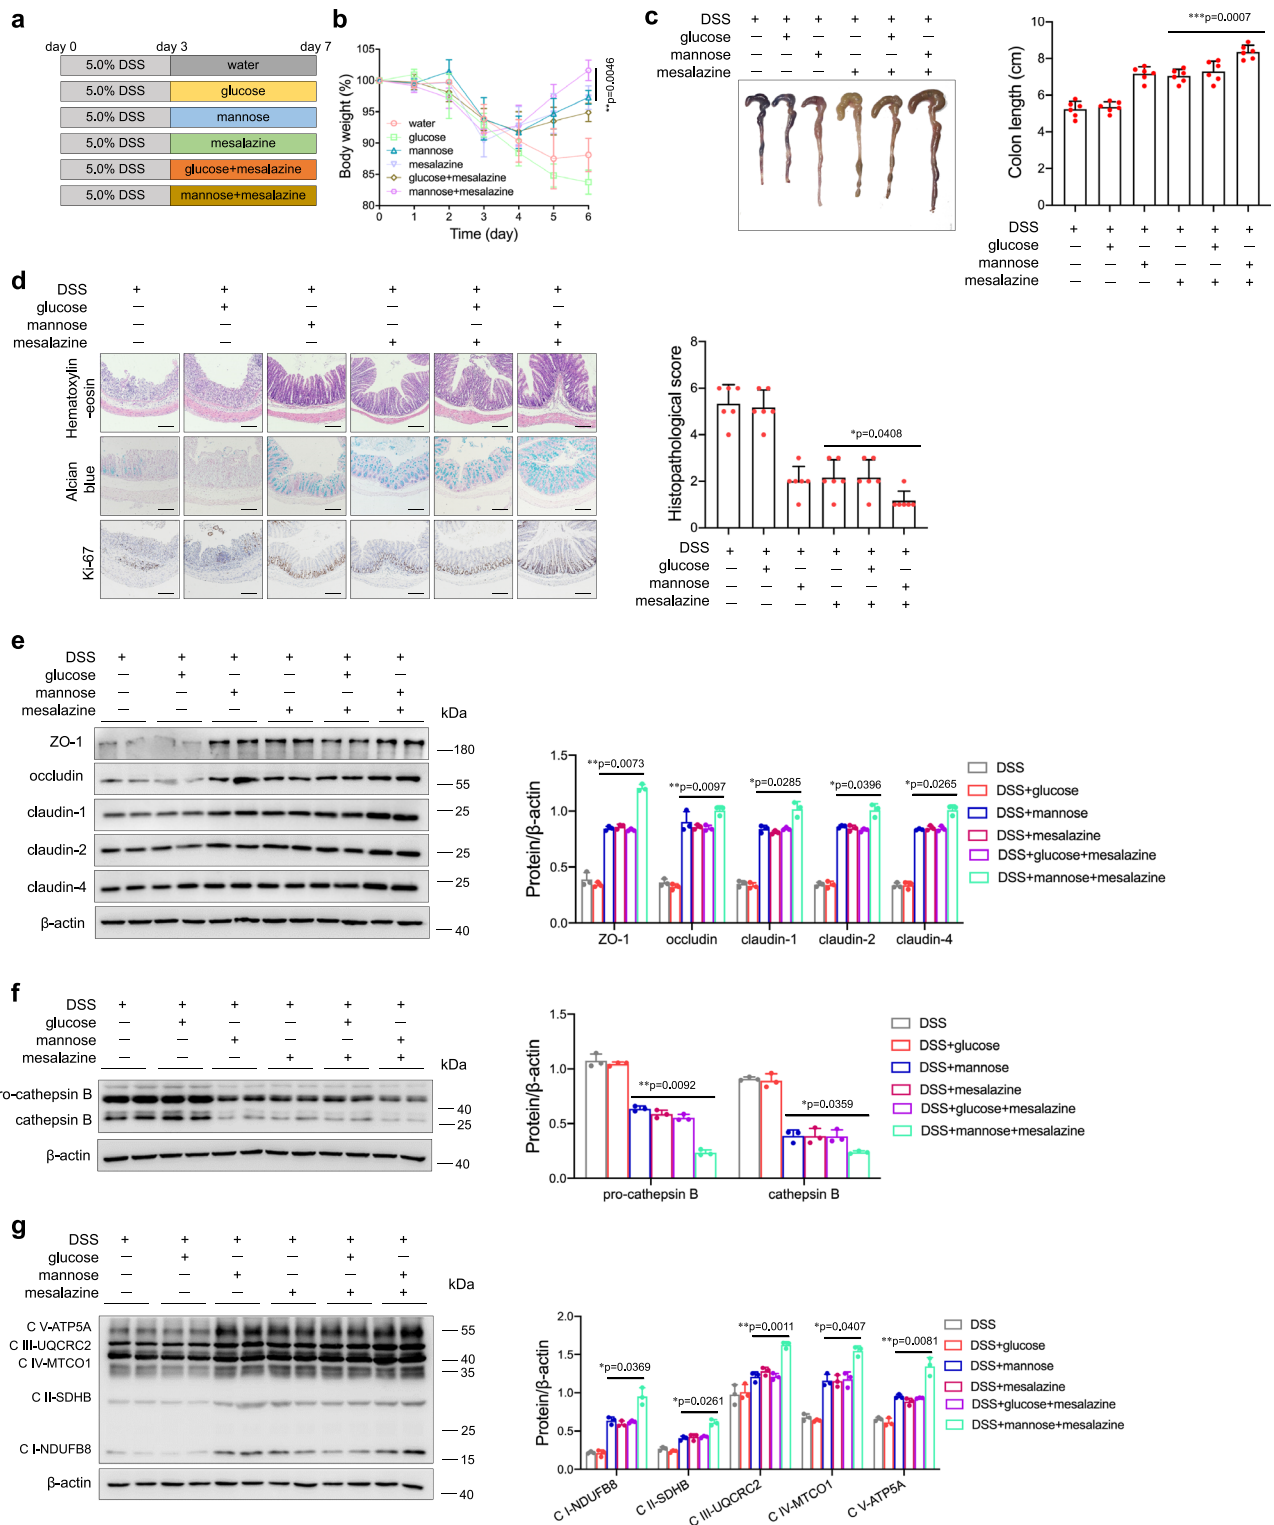 a
day 0 day 3 day 7
5.0% DSS water
5.0% DSS glucose
5.0% DSS mannose
5.0% DSS mesalazine
5.0% DSS glucose+mesalazine
5.0% DSS mannose+mesalazine
b
Body weight (%)
105
100
95
90
85
80
0 1 2 3 4 5 6
Time (day)
water
glucose
mannose
mesalazine
glucose+mesalazine
mannose+mesalazine
*p=0.0046
c
DSS + + + + + +
glucose — + — — + —
mannose — — + — — +
mesalazine — — — + + +
Colon length (cm)
10
8
6
4
2
0
***p=0.0007
DSS + + + + + +
glucose — + — — + —
mannose — — + — — +
mesalazine — — — + + +
d
DSS + + + + + +
glucose — + — — + —
mannose — — + — — +
mesalazine — — — + + +
Hematoxylin
-eosin
Alcian
blue
Ki-67
Histopathological score
8
6
4
2
0
*p=0.0408
DSS + + + + + +
glucose — + — — + —
mannose — — + — — +
mesalazine — — — + + +
e
DSS + + + + + +
glucose — + — — + —
mannose — — + — — +
mesalazine — — — + + +
kDa
ZO-1 —180
occludin —55
claudin-1 —25
claudin-2 —25
claudin-4 —25
β-actin —40
Protein/β-actin
1.5
1.0
0.5
0.0
**p=0.0073
**p=0.0097
*p=0.0285
*p=0.0396
*p=0.0265
ZO-1 occludin claudin-1 claudin-2 claudin-4
DSS
DSS+glucose
DSS+mannose
DSS+mesalazine
DSS+glucose+mesalazine
DSS+mannose+mesalazine
f
DSS + + + + + +
glucose — + — — + —
mannose — — + — — +
mesalazine — — — + + +
kDa
ro-cathepsin B —40
cathepsin B —25
β-actin —40
Protein/β-actin
1.5
1.0
0.5
0.0
**p=0.0092
*p=0.0359
pro-cathepsin B cathepsin B
DSS
DSS+glucose
DSS+mannose
DSS+mesalazine
DSS+glucose+mesalazine
DSS+mannose+mesalazine
g
DSS + + + + + +
glucose — + — — + —
mannose — — + — — +
mesalazine — — — + + +
kDa
C V-ATP5A —55
C III-UQCRC2
C IV-MTCO1 —40
—35
C II-SDHB
—25
C I-NDUFB8
—15
β-actin —40
Protein/β-actin
2.0
1.5
1.0
0.5
0.0
*p=0.0369
*p=0.0261
**p=0.0011
*p=0.0407
**p=0.0081
C I-NDUFB8 C II-SDHB C III-UQCRC2 C IV-MTCO1 C V-ATP5A
DSS
DSS+glucose
DSS+mannose
DSS+mesalazine
DSS+glucose+mesalazine
DSS+mannose+mesalazine